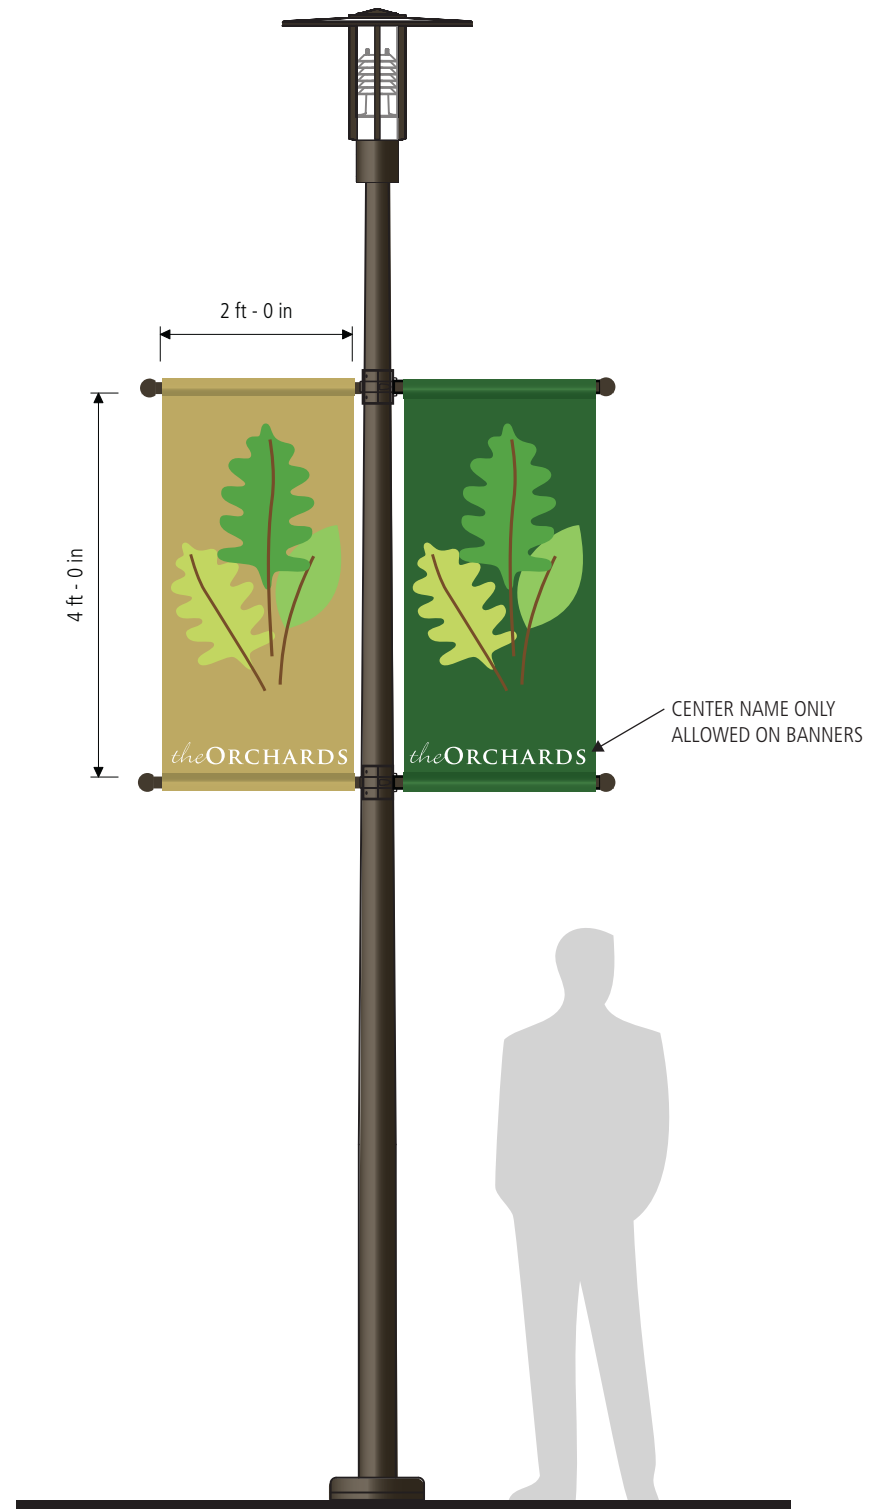 2 ft - 0 in
4 ft - 0 in
CENTER NAME ONLY
ALLOWED ON BANNERS
theORCHARDS
theORCHARDS